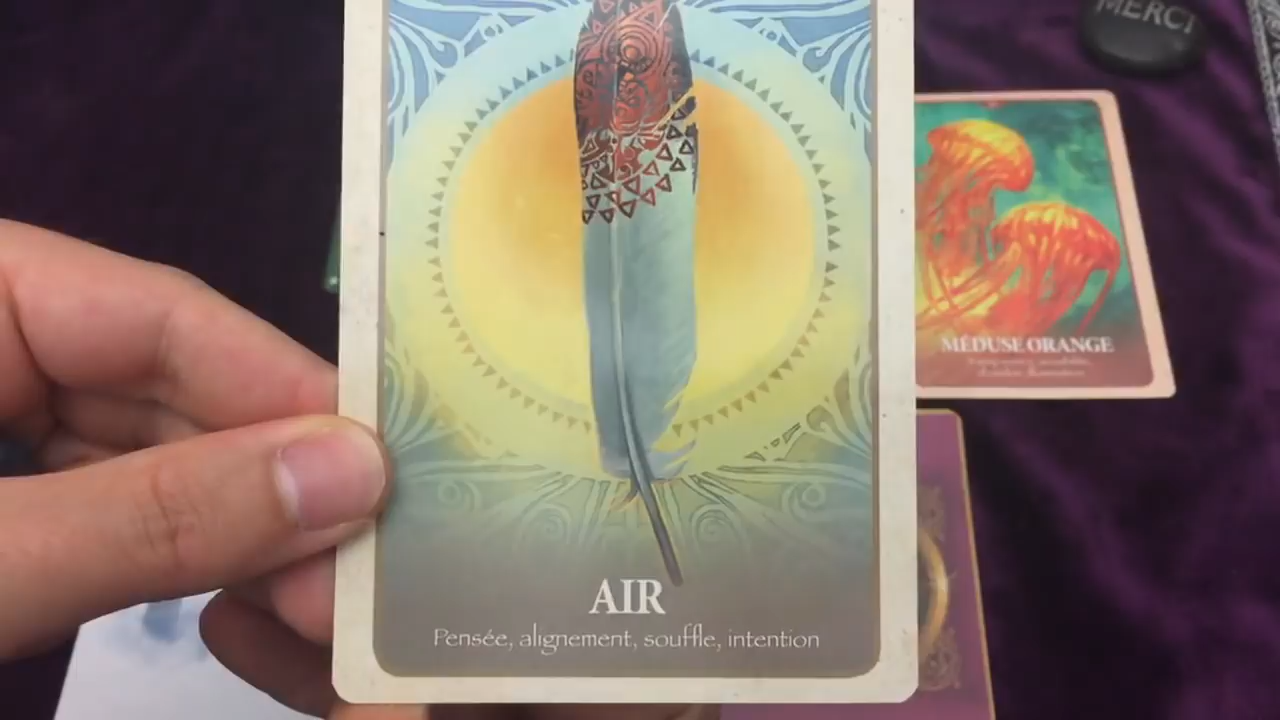 MERCI
MÉDUSE ORANGE
AIR
Pensée, alignement, souffle, intention